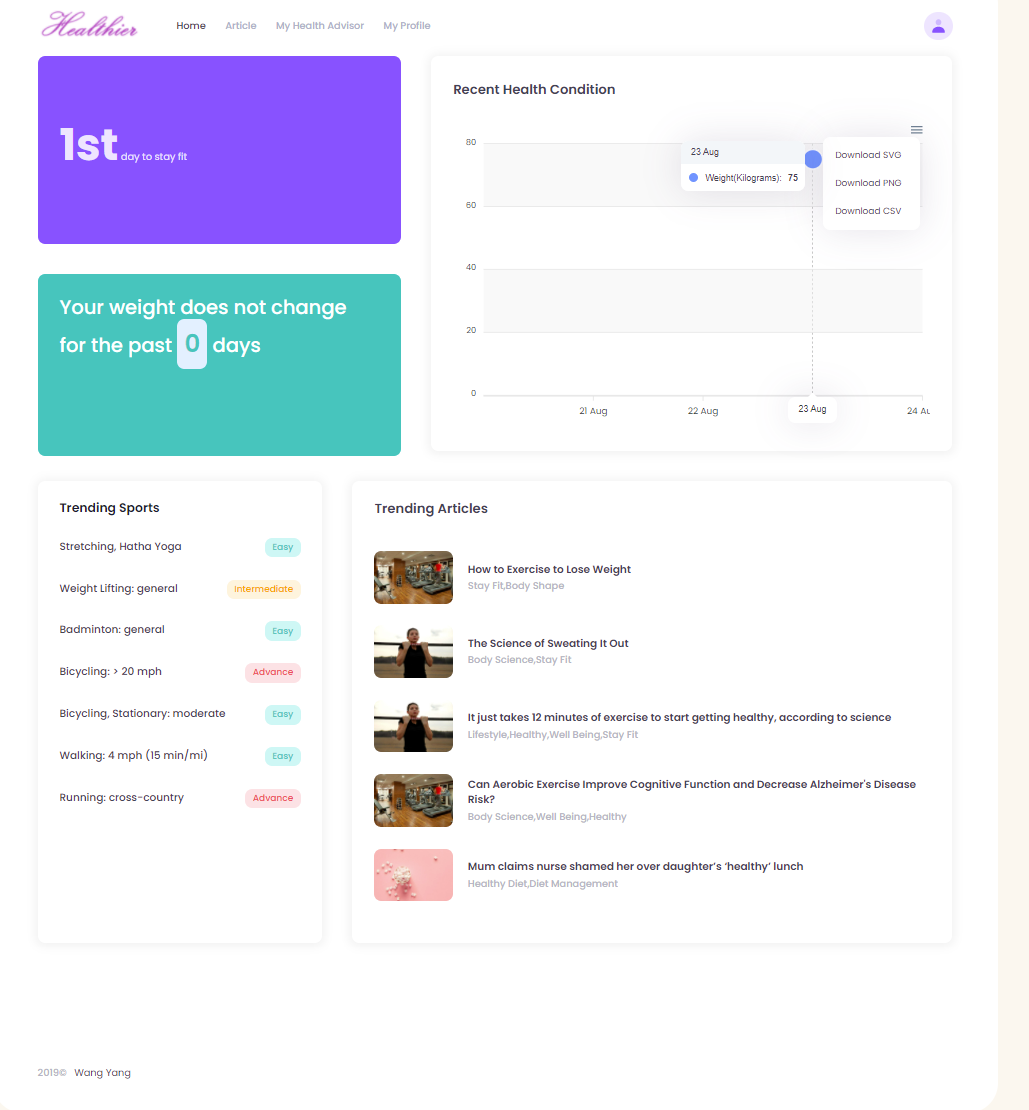 Healthier
Home
Article
My Health Advisor
My Profile
1st day to stay fit
Your weight does not change
for the past 0 days
Recent Health Condition
80
60
40
20
0
23 Aug
Weight(Kilograms): 75
Download SVG
Download PNG
Download CSV
21 Aug
22 Aug
23 Aug
24 Au
Trending Sports
Stretching, Hatha Yoga
Easy
Weight Lifting: general
Intermediate
Badminton: general
Easy
Bicycling: > 20 mph
Advance
Bicycling, Stationary: moderate
Easy
Walking: 4 mph (15 min/mi)
Easy
Running: cross-country
Advance
Trending Articles
How to Exercise to Lose Weight
Stay Fit,Body Shape
The Science of Sweating It Out
Body Science,Stay Fit
It just takes 12 minutes of exercise to start getting healthy, according to science
Lifestyle,Healthy,Well Being,Stay Fit
Can Aerobic Exercise Improve Cognitive Function and Decrease Alzheimer's Disease
Risk?
Body Science,Well Being,Healthy
Mum claims nurse shamed her over daughter’s ‘healthy’ lunch
Healthy Diet,Diet Management
2019© Wang Yang